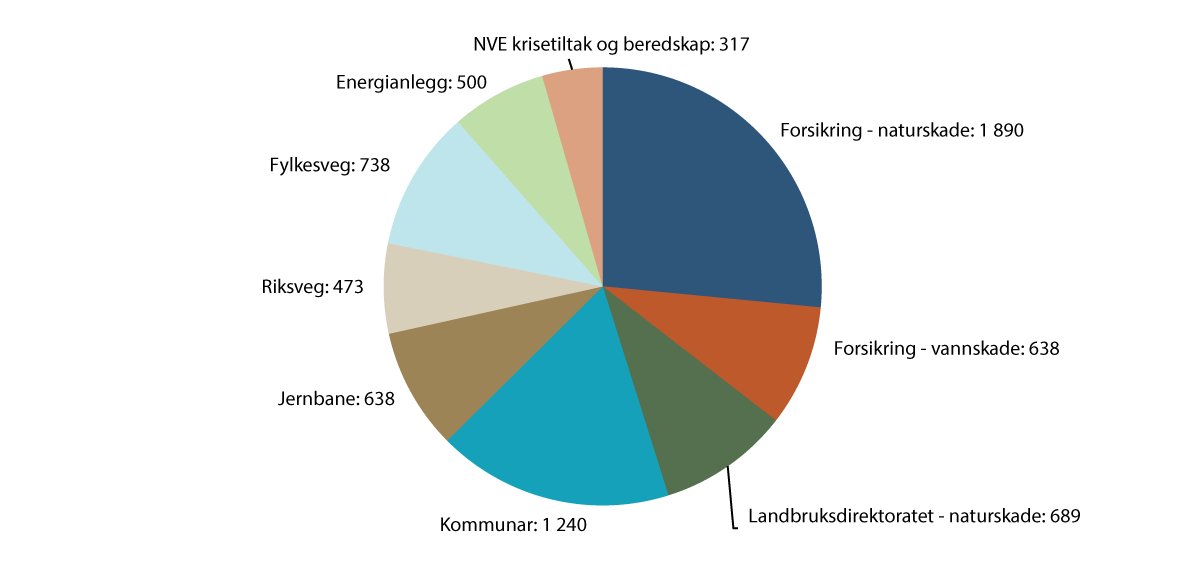 NVE krisetiltak og beredskap: 317
Energianlegg: 500
Forsikring - naturskade: 1 890
Fylkesveg: 738
Riksveg: 473
Forsikring - vannskade: 638
Jernbane: 638
Landbruksdirektoratet - naturskade: 689
Kommunar: 1 240